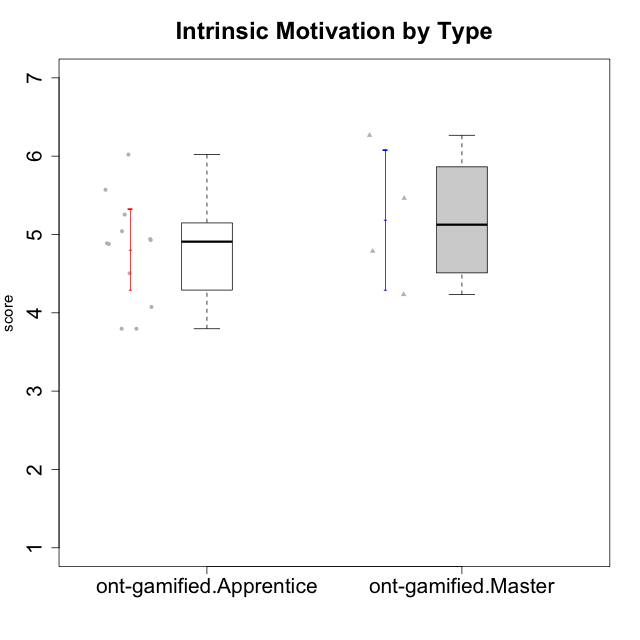 Intrinsic Motivation by Type
7
6
5
4
3
2
1
score
ont-gamified.Apprentice
ont-gamified.Master